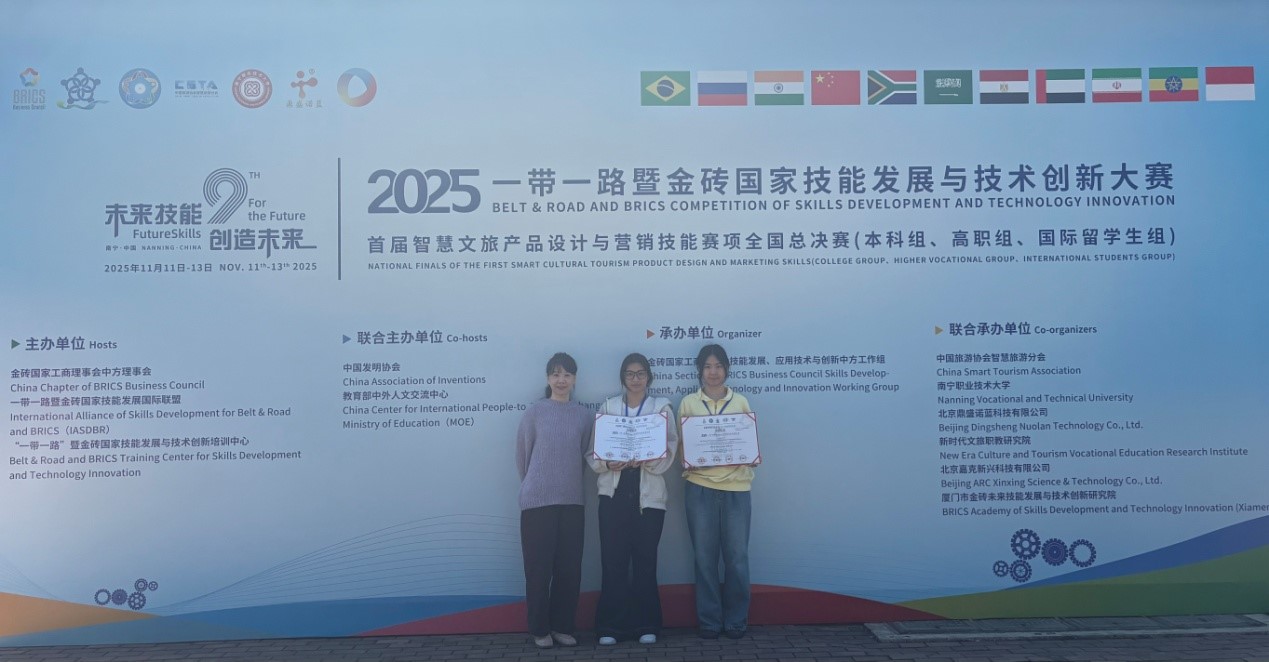 BRICS
CSTA
未来技能
FutureSkills
9TH
For
the Future
创造未来
南宁·中国 NANNING·CHINA
2025年11月11日-13日 NOV. 11th-13th 2025
2025 一带一路暨金砖国家技能发展与技术创新大赛
BELT & ROAD AND BRICS COMPETITION OF SKILLS DEVELOPMENT AND TECHNOLOGY INNOVATION
首届智慧文旅产品设计与营销技能赛项全国总决赛(本科组、高职组、国际留学生组)
NATIONAL FINALS OF THE FIRST SMART CULTURAL TOURISM PRODUCT DESIGN AND MARKETING SKILLS(COLLEGE GROUP、HIGHER VOCATIONAL GROUP、INTERNATIONAL STUDENTS GROUP)
主办单位 Hosts
金砖国家工商理事会中方理事会
China Chapter of BRICS Business Council
一带一路暨金砖国家技能发展国际联盟
International Alliance of Skills Development for Belt & Road
and BRICS（IASDBR）
“一带一路”暨金砖国家技能发展与技术创新培训中心
Belt & Road and BRICS Training Center for Skills Development
and Technology Innovation
联合主办单位 Co-hosts
中国发明协会
China Association of Inventions
教育部中外人文交流中心
China Center for International People-to
Ministry of Education（MOE）
承办单位 Organizer
金砖国家工商 技能发展、应用技术与创新中方工作组
China Section BRICS Business Council Skills Develop-
ment, Appl nology and Innovation Working Group
联合承办单位 Co-organizers
中国旅游协会智慧旅游分会
China Smart Tourism Association
南宁职业技术大学
Nanning Vocational and Technical University
北京鼎盛诺蓝科技有限公司
Beijing Dingsheng Nuolan Technology Co., Ltd.
新时代文旅职教研究院
New Era Culture and Tourism Vocational Education Research Institute
北京嘉克新兴科技有限公司
Beijing ARC Xinxing Science & Technology Co., Ltd.
厦门市金砖未来技能发展与技术创新研究院
BRICS Academy of Skills Development and Technology Innovation (Xiamen